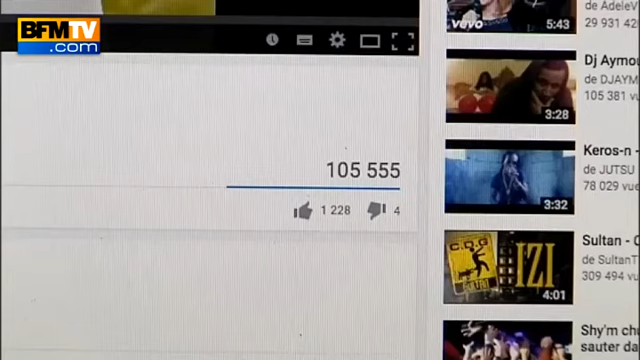 BFMTV
.com
105 555
1 228
4
vevo
5:43
de AdeleV
29 931 42
3:28
Dj Aymou
de DJAYM
105 381 vu
3:32
Keros-n -
de JUTSU
78 029 vue
C.D.G
IZI
4:01
Sultan - C
de SultanT
309 494 vu
Shy'm chu
sauter da